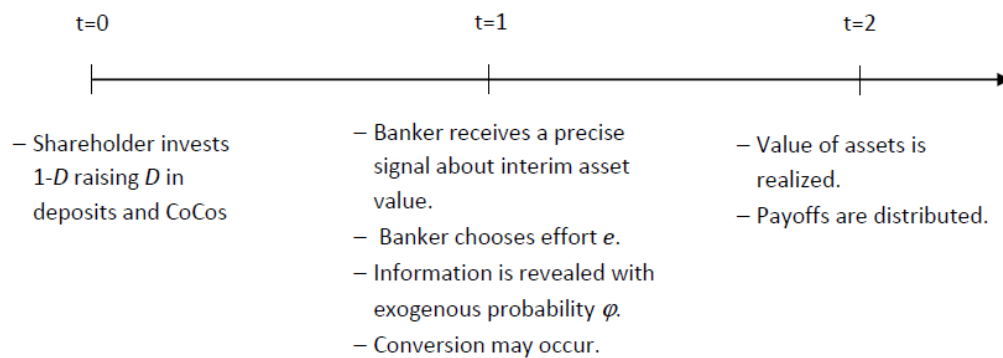 t=0
t=1
t=2
– Shareholder invests
1-D raising D in
deposits and CoCos
– Banker receives a precise
signal about interim asset
value.
– Banker chooses effort e.
– Information is revealed with
exogenous probability φ.
– Conversion may occur.
– Value of assets is
realized.
– Payoffs are distributed.